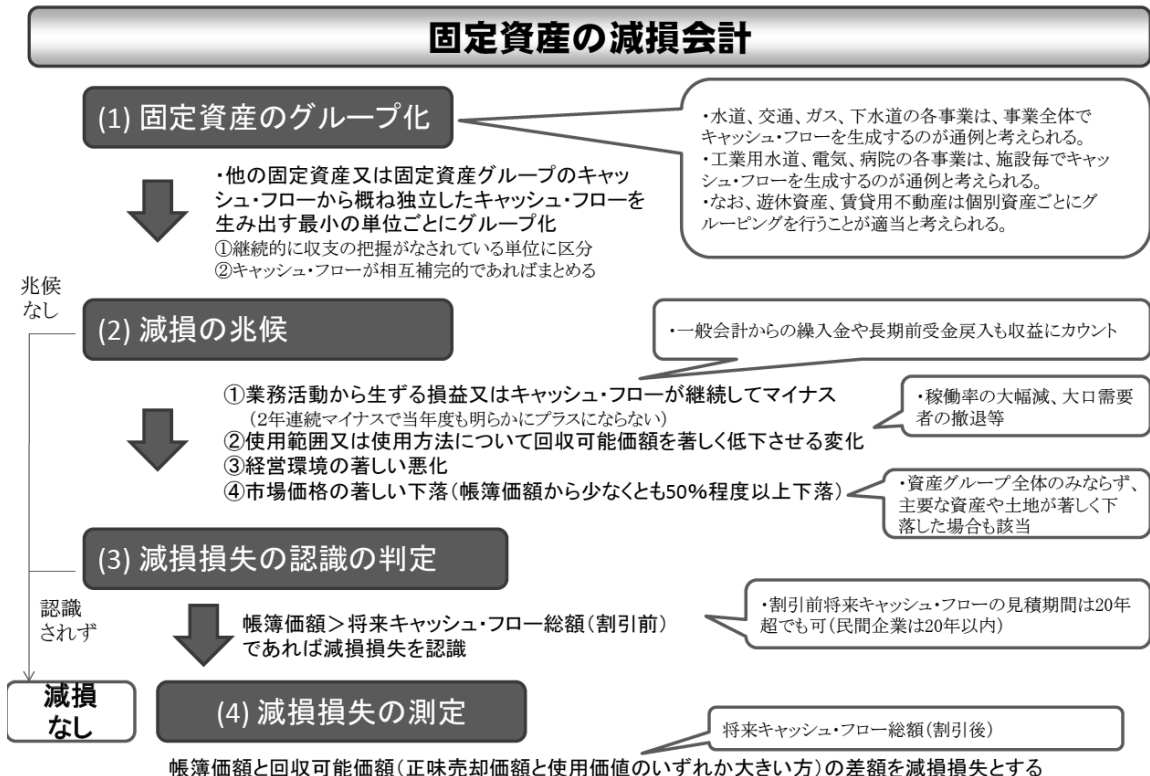 固定資産の減損会計
(1) 固定資産のグループ化
・水道、交通、ガス、下水道の各事業は、事業全体で
キャッシュ・フローを生成するのが通例と考えられる。
・工業用水道、電気、病院の各事業は、施設毎でキャッ
シュ・フローを生成するのが通例と考えられる。
・なお、遊休資産、賃貸用不動産は個別資産ごとにグ
ルーピングを行うことが適当と考えられる。
・他の固定資産又は固定資産グループのキャッ
シュ・フローから概ね独立したキャッシュ・フローを
生み出す最小の単位ごとにグループ化
①継続的に収支の把握がなされている単位に区分
②キャッシュ・フローが相互補完的であればまとめる
兆候
なし
(2) 減損の兆候
・一般会計からの繰入金や長期前受金戻入も収益にカウント
①業務活動から生ずる損益又はキャッシュ・フローが継続してマイナス
（2年連続マイナスで当年度も明らかにプラスにならない）
・稼働率の大幅減、大口需要
者の撤退等
②使用範囲又は使用方法について回収可能価額を著しく低下させる変化
③経営環境の著しい悪化
④市場価格の著しい下落（帳簿価額から少なくとも50%程度以上下落）
・資産グループ全体のみならず、
主要な資産や土地が著しく下
落した場合も該当
(3) 減損損失の認識の判定
認識
されず
帳簿価額＞将来キャッシュ・フロー総額（割引前）
であれば減損損失を認識
・割引前将来キャッシュ・フローの見積期間は20年
超でも可（民間企業は20年以内）
減損
なし
(4) 減損損失の測定
将来キャッシュ・フロー総額（割引後）
帳簿価額と回収可能価額（正味売却価額と使用価値のいずれか大きい方）の差額を減損損失とする